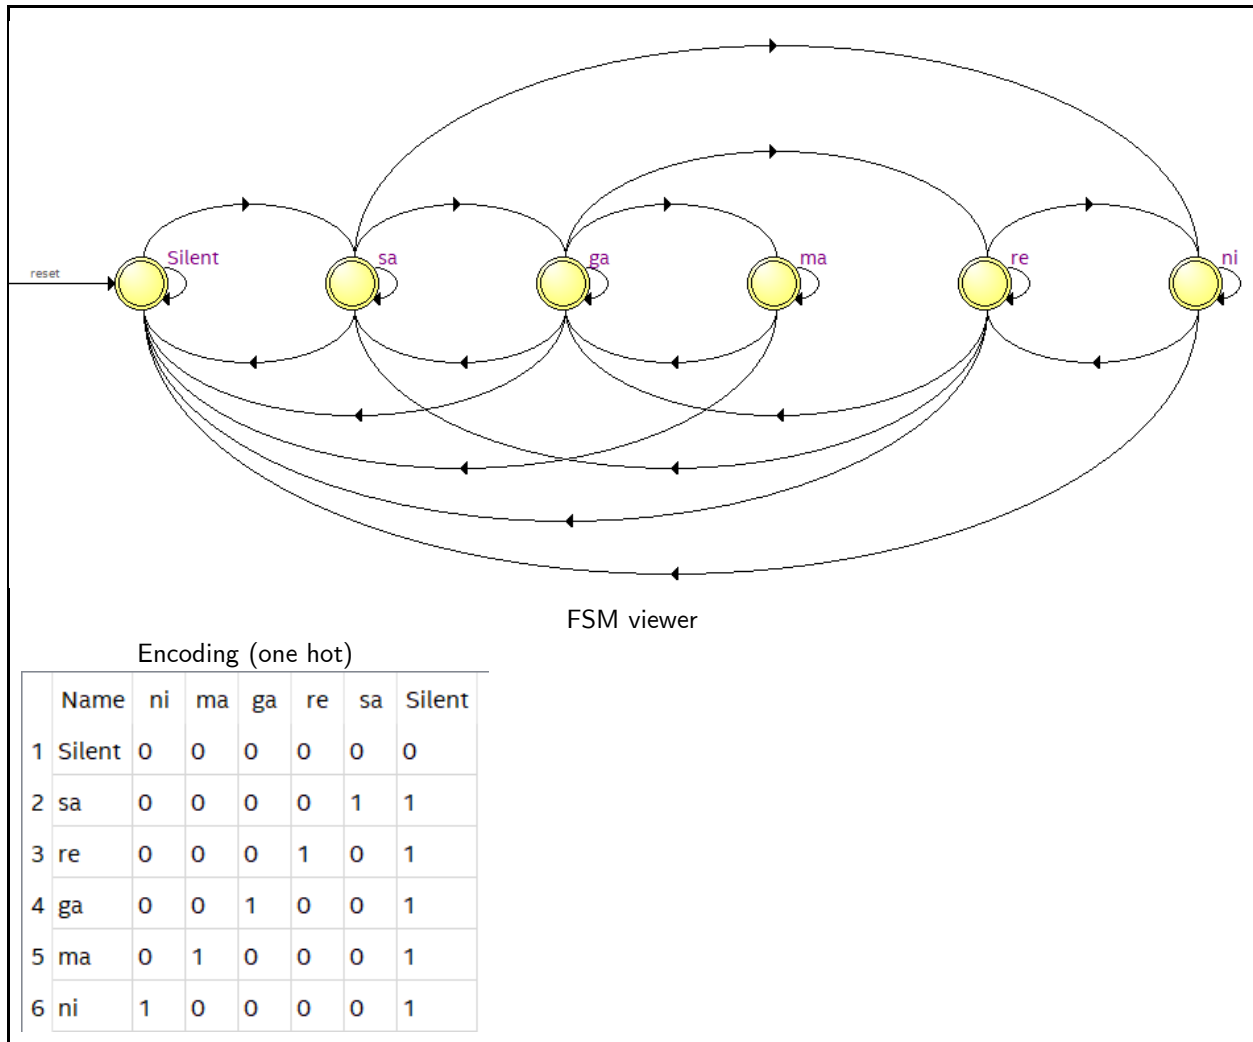 Silent sa ga ma re ni
reset
FSM viewer
Encoding (one hot)
Name ni ma ga re sa Silent
1 Silent 0 0 0 0 0 0
2 sa 0 0 0 0 1 1
3 re 0 0 0 1 0 1
4 ga 0 0 1 0 0 1
5 ma 0 1 0 0 0 1
6 ni 1 0 0 0 0 1